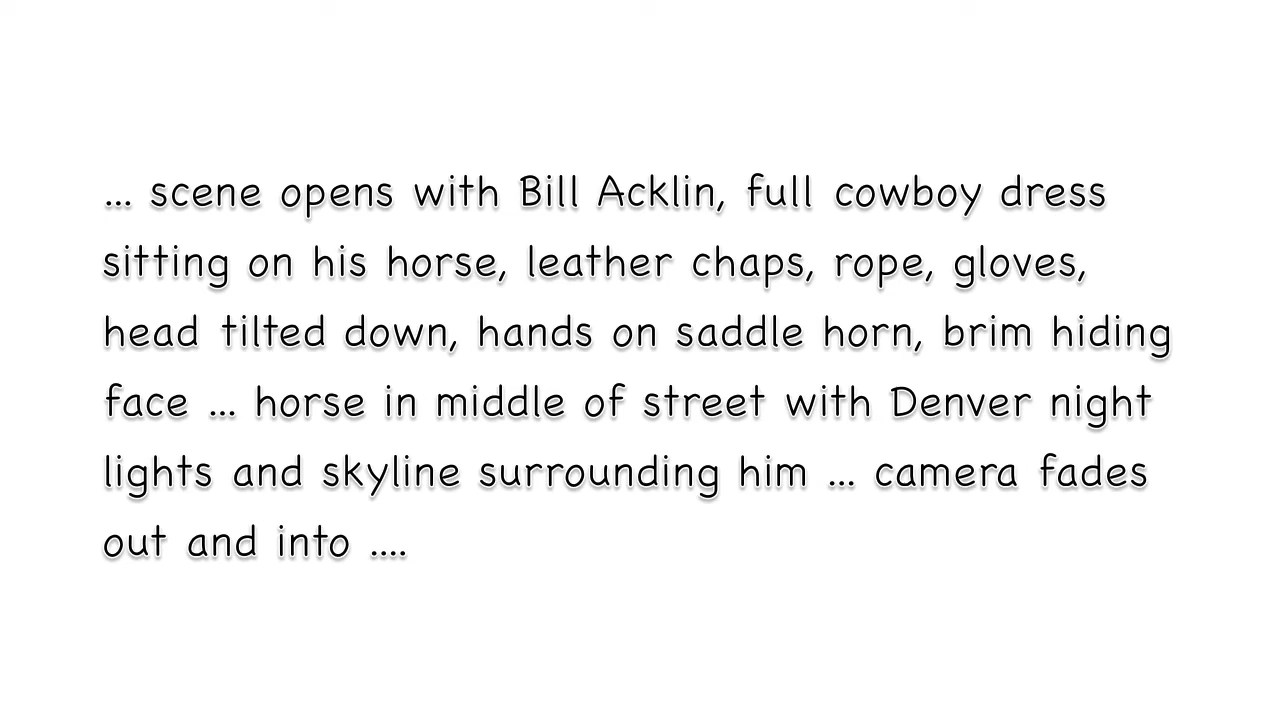 ... scene opens with Bill Acklin, full cowboy dress
sitting on his horse, leather chaps, rope, gloves,
head tilted down, hands on saddle horn, brim hiding
face ... horse in middle of street with Denver night
lights and skyline surrounding him ... camera fades
out and into ....